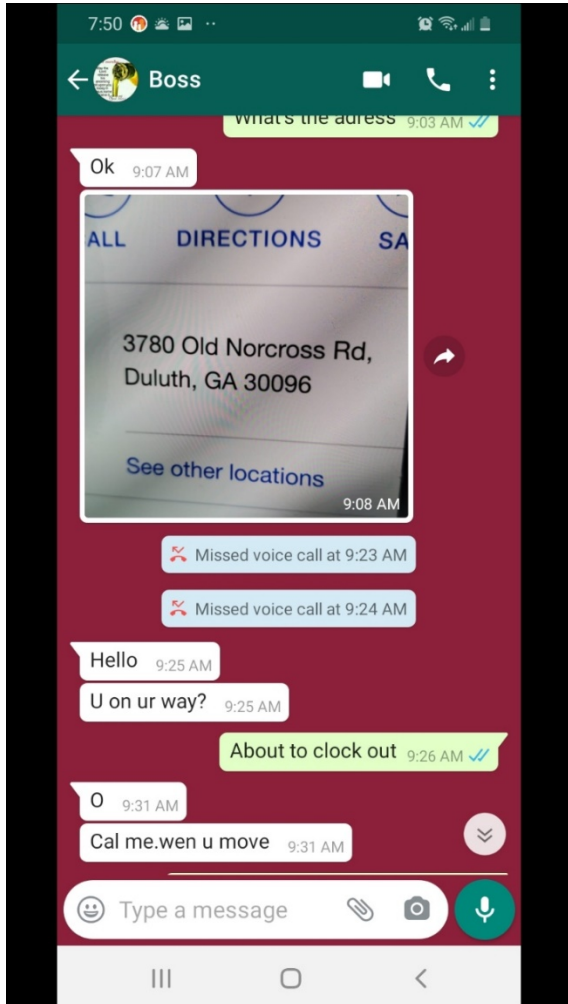 7:50
Boss
What's the adress 9:03 AM
Ok 9:07 AM
ALL DIRECTIONS SA
3780 Old Norcross Rd,
Duluth, GA 30096
See other locations
9:08 AM
Missed voice call at 9:23 AM
Missed voice call at 9:24 AM
Hello 9:25 AM
U on ur way? 9:25 AM
About to clock out 9:26 AM
O 9:31 AM
Cal me.wen u move 9:31 AM
Type a message